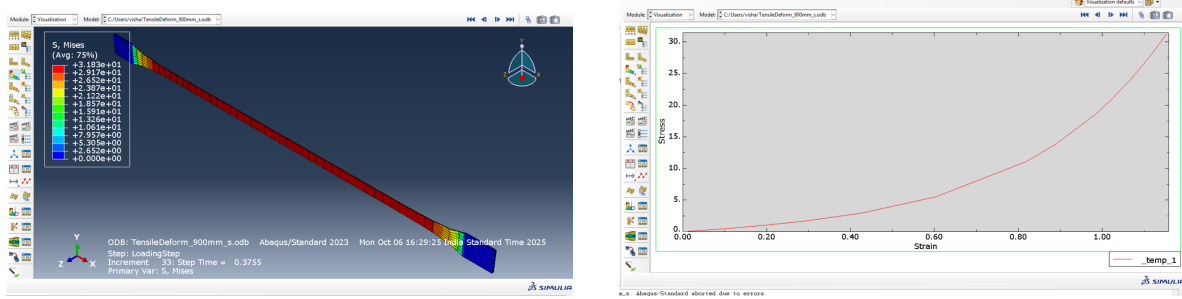 Module: Visualization Model: C:/Users/visha/TensileDeform_900mm_s.odb
S, Mises
(Avg: 75%)
+3.183e+01
+2.917e+01
+2.652e+01
+2.387e+01
+2.122e+01
+1.857e+01
+1.591e+01
+1.326e+01
+1.061e+01
+7.957e+00
+5.305e+00
+2.652e+00
+0.000e+00
Y
Z
X
Y
Z X
ODB: TensileDeform_900mm_s.odb Abaqus/Standard 2023 Mon Oct 06 16:29:25 India Standard Time 2025
Step: LoadingStep
Increment 33: Step Time = 0.3755
Primary Var: S, Mises
SIMULIA
Visualization defaults
Module: Visualization Model: C:/Users/visha/TensileDeform_900mm_s.odb
30.
25.
20.
15.
10.
5.
0.
Stress
0.00 0.20 0.40 0.60 0.80 1.00
Strain
_temp_1
SIMULIA
m_s: Abaqus/Standard aborted due to errors.